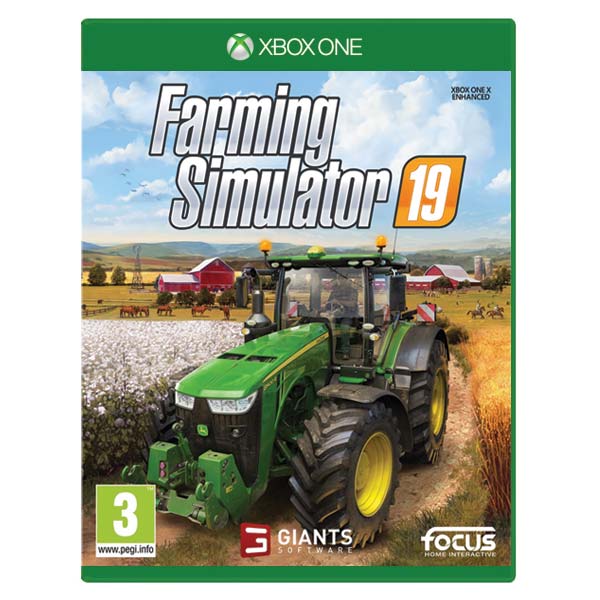 XBOX ONE
XBOX ONE X
ENHANCED
Farming
Simulator 19
3
www.pegi.info
GIANTS
SOFTWARE
focus
HOME INTERACTIVE